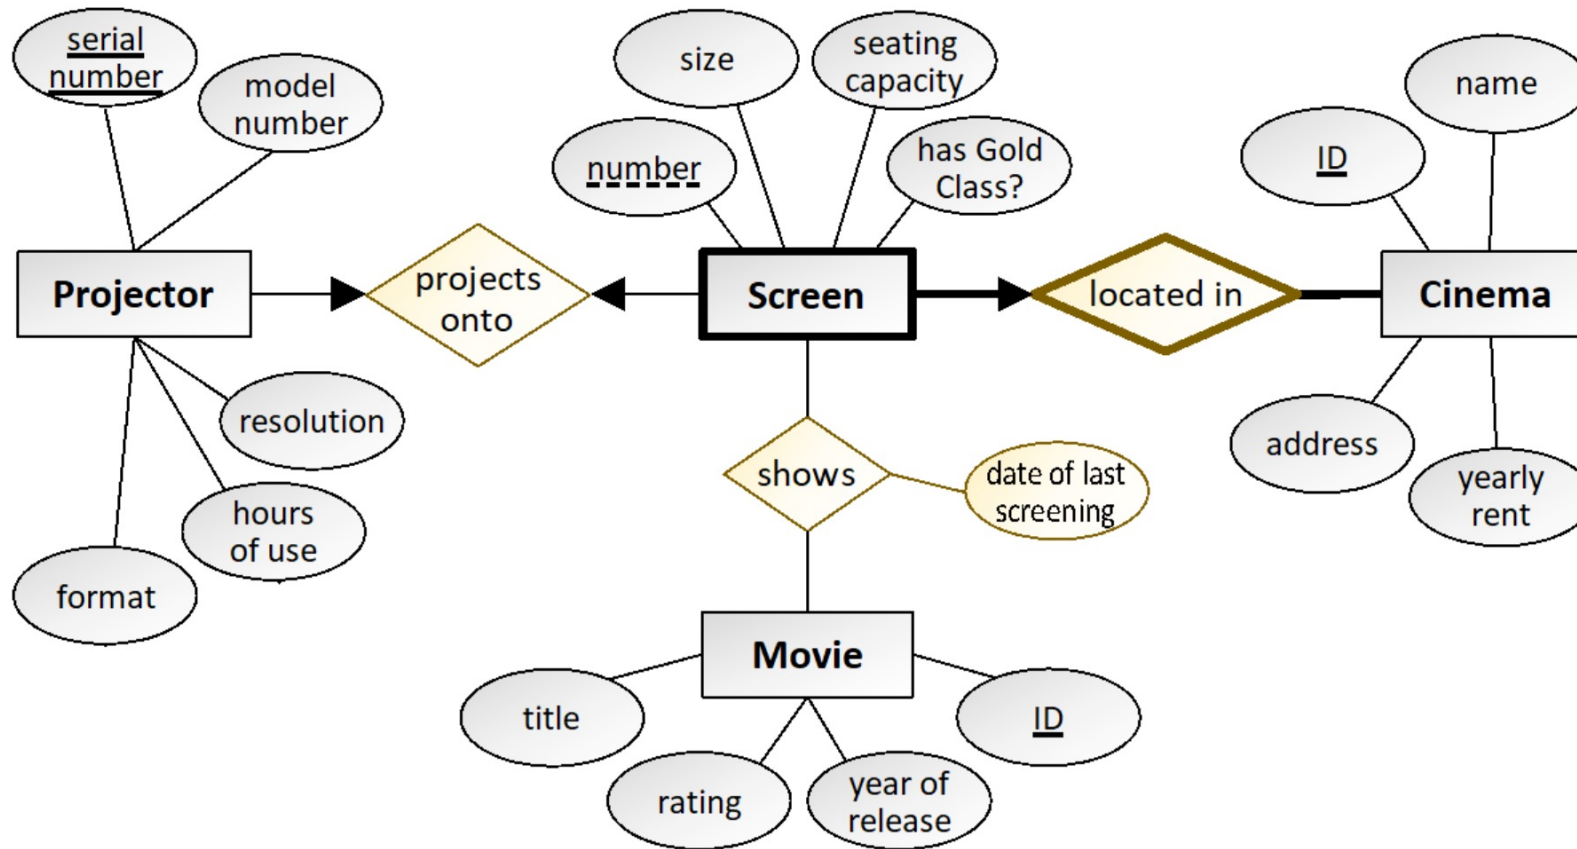 serial
number
model
number
size
seating
capacity
number
has Gold
Class?
name
ID
Projector
projects
onto
Screen
located in
Cinema
resolution
hours
of use
format
shows
date of last
screening
address
yearly
rent
Movie
title
rating
year of
release
ID